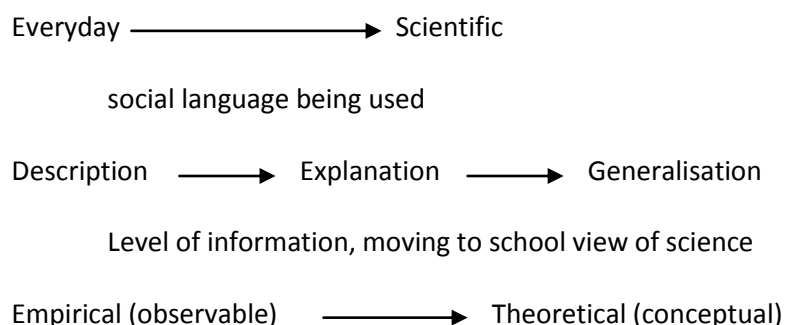 Everyday Scientific
social language being used
Description Explanation Generalisation
Level of information, moving to school view of science
Empirical (observable) Theoretical (conceptual)